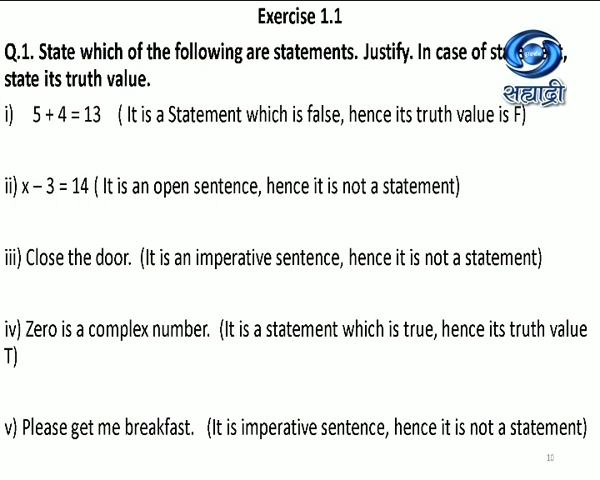 Exercise 1.1
Q.1. State which of the following are statements. Justify. In case of
state its truth value.
सह्याद्री
i) 5 + 4 = 13 ( It is a Statement which is false, hence its truth value is F)
ii) x – 3 = 14 ( It is an open sentence, hence it is not a statement)
iii) Close the door. (It is an imperative sentence, hence it is not a statement)
iv) Zero is a complex number. (It is a statement which is true, hence its truth value
T)
v) Please get me breakfast. (It is imperative sentence, hence it is not a statement)
10